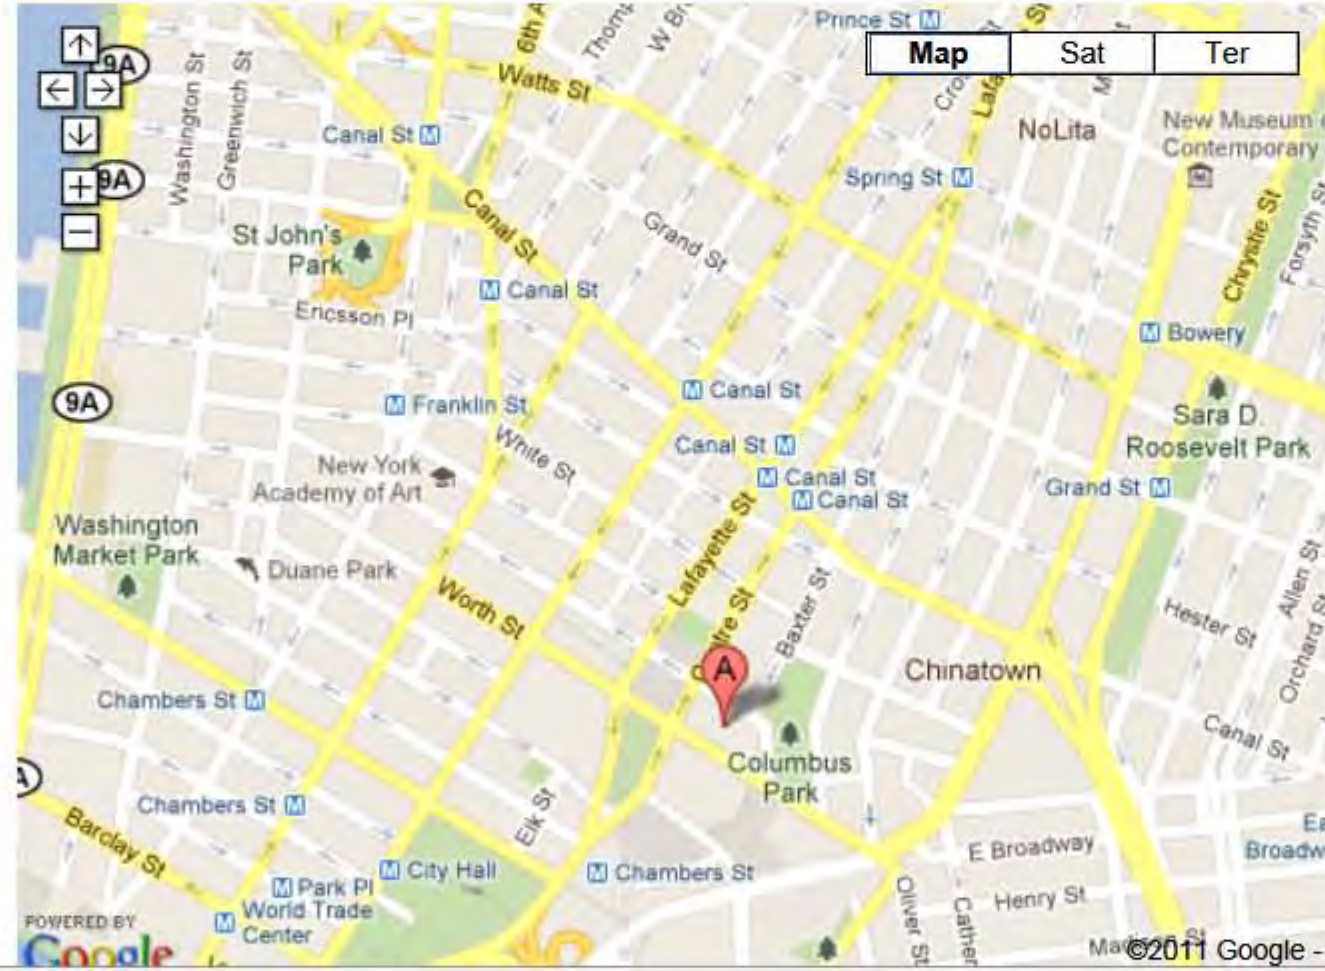 Prince St M
Map Sat Ter
6th A
Watts St
9A
Canal St M
NoLita
New Museum
Contemporary
Washington St
Greenwich St
9A
Spring St M
Canal St
Grand St
St John's
Park
Chrystie St
Forsyth St
M Canal St
Ericsson Pl
M Bowery
9A
M Canal St
M Franklin St
Sara D.
Roosevelt Park
Canal St M
White St
New York
Academy of Art
M Canal St
M Canal St
Grand St M
Washington
Market Park
Lafayette St
Duane Park
Worth St
Baxter St
Allen St
Hester St
Orchard St
A
Chinatown
Chambers St M
Canal St
Columbus
Park
Chambers St M
Elk St
Barclay St
E Broadway
M City Hall
M Chambers St
M Park Pl
Henry St
Oliver St
M World Trade
Center
POWERED BY
Google
©2011 Google -